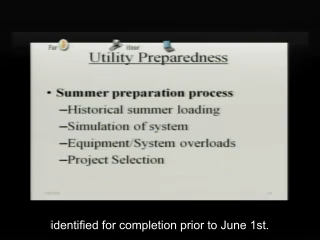 Utility Preparedness
• Summer preparation process
–Historical summer loading
–Simulation of system
–Equipment/System overloads
–Project Selection
identified for completion prior to June 1st.